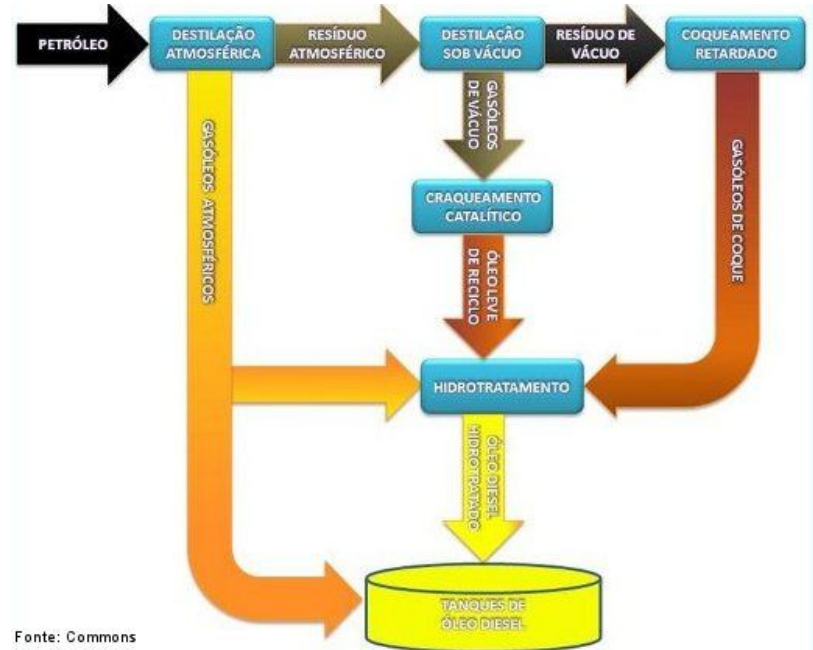 PETRÓLEO
DESTILAÇÃO
ATMOSFÉRICA
RESÍDUO
ATMOSFÉRICO
DESTILAÇÃO
SOB VÁCUO
RESÍDUO DE
VÁCUO
COQUEAMENTO
RETARDADO
GASÓLEOS ATMOSFÉRICOS
GASÓLEOS
DE VÁCUO
GASÓLEOS DE COQUE
CRAQUEAMENTO
CATALÍTICO
ÓLEO LEVE
DE RECICLO
HIDROTRATAMENTO
ÓLEO DIESEL
HIDROTRATADO
TANQUES DE
ÓLEO DIESEL
Fonte: Commons